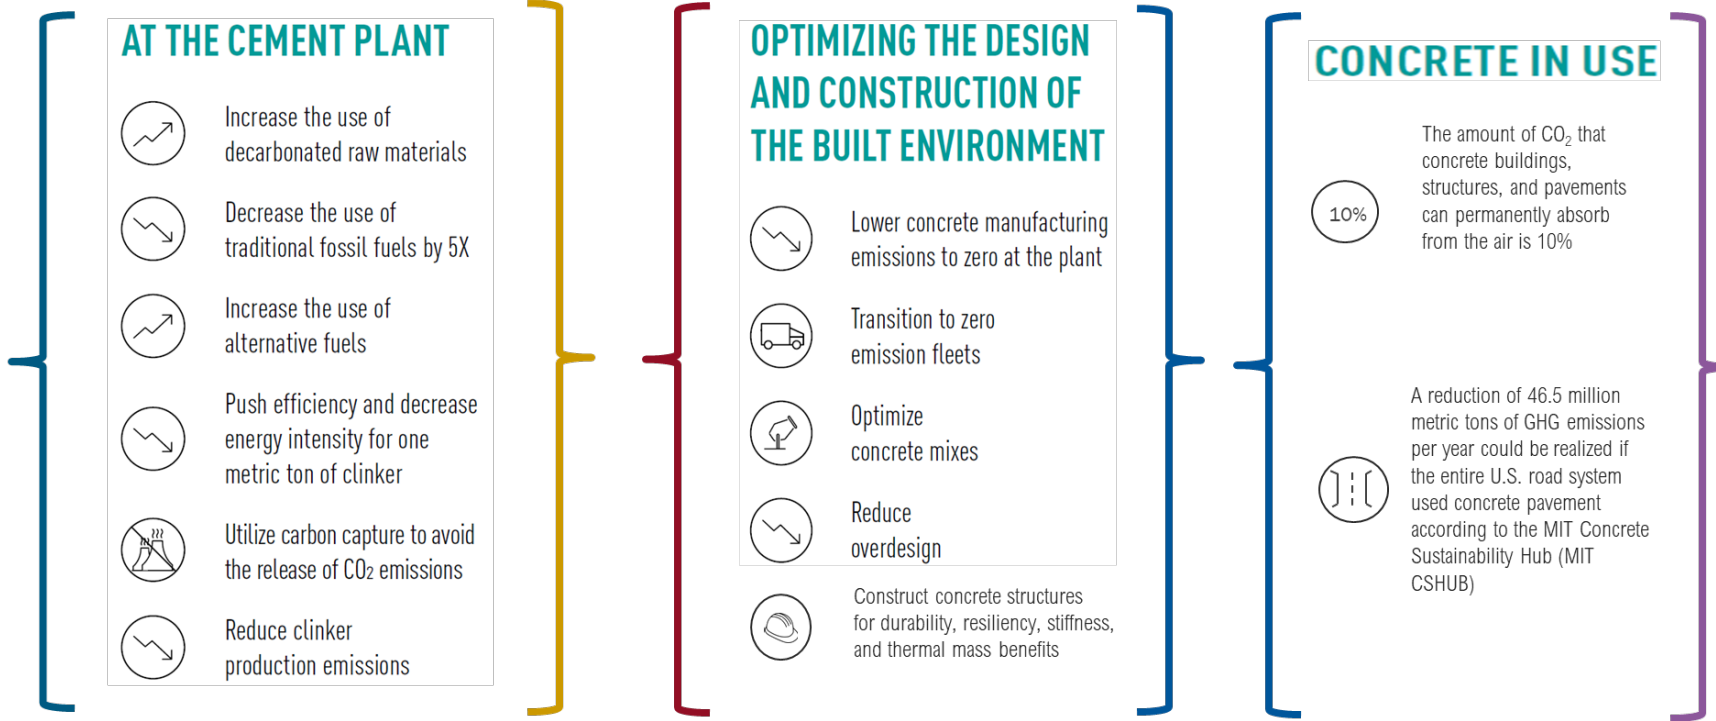 AT THE CEMENT PLANT
Increase the use of
decarbonated raw materials
Decrease the use of
traditional fossil fuels by 5X
Increase the use of
alternative fuels
Push efficiency and decrease
energy intensity for one
metric ton of clinker
Utilize carbon capture to avoid
the release of CO₂ emissions
Reduce clinker
production emissions
OPTIMIZING THE DESIGN
AND CONSTRUCTION OF
THE BUILT ENVIRONMENT
Lower concrete manufacturing
emissions to zero at the plant
Transition to zero
emission fleets
Optimize
concrete mixes
Reduce
overdesign
Construct concrete structures
for durability, resiliency, stiffness,
and thermal mass benefits
CONCRETE IN USE
10%
The amount of CO₂ that
concrete buildings,
structures, and pavements
can permanently absorb
from the air is 10%
A reduction of 46.5 million
metric tons of GHG emissions
per year could be realized if
the entire U.S. road system
used concrete pavement
according to the MIT Concrete
Sustainability Hub (MIT
CSHUB)